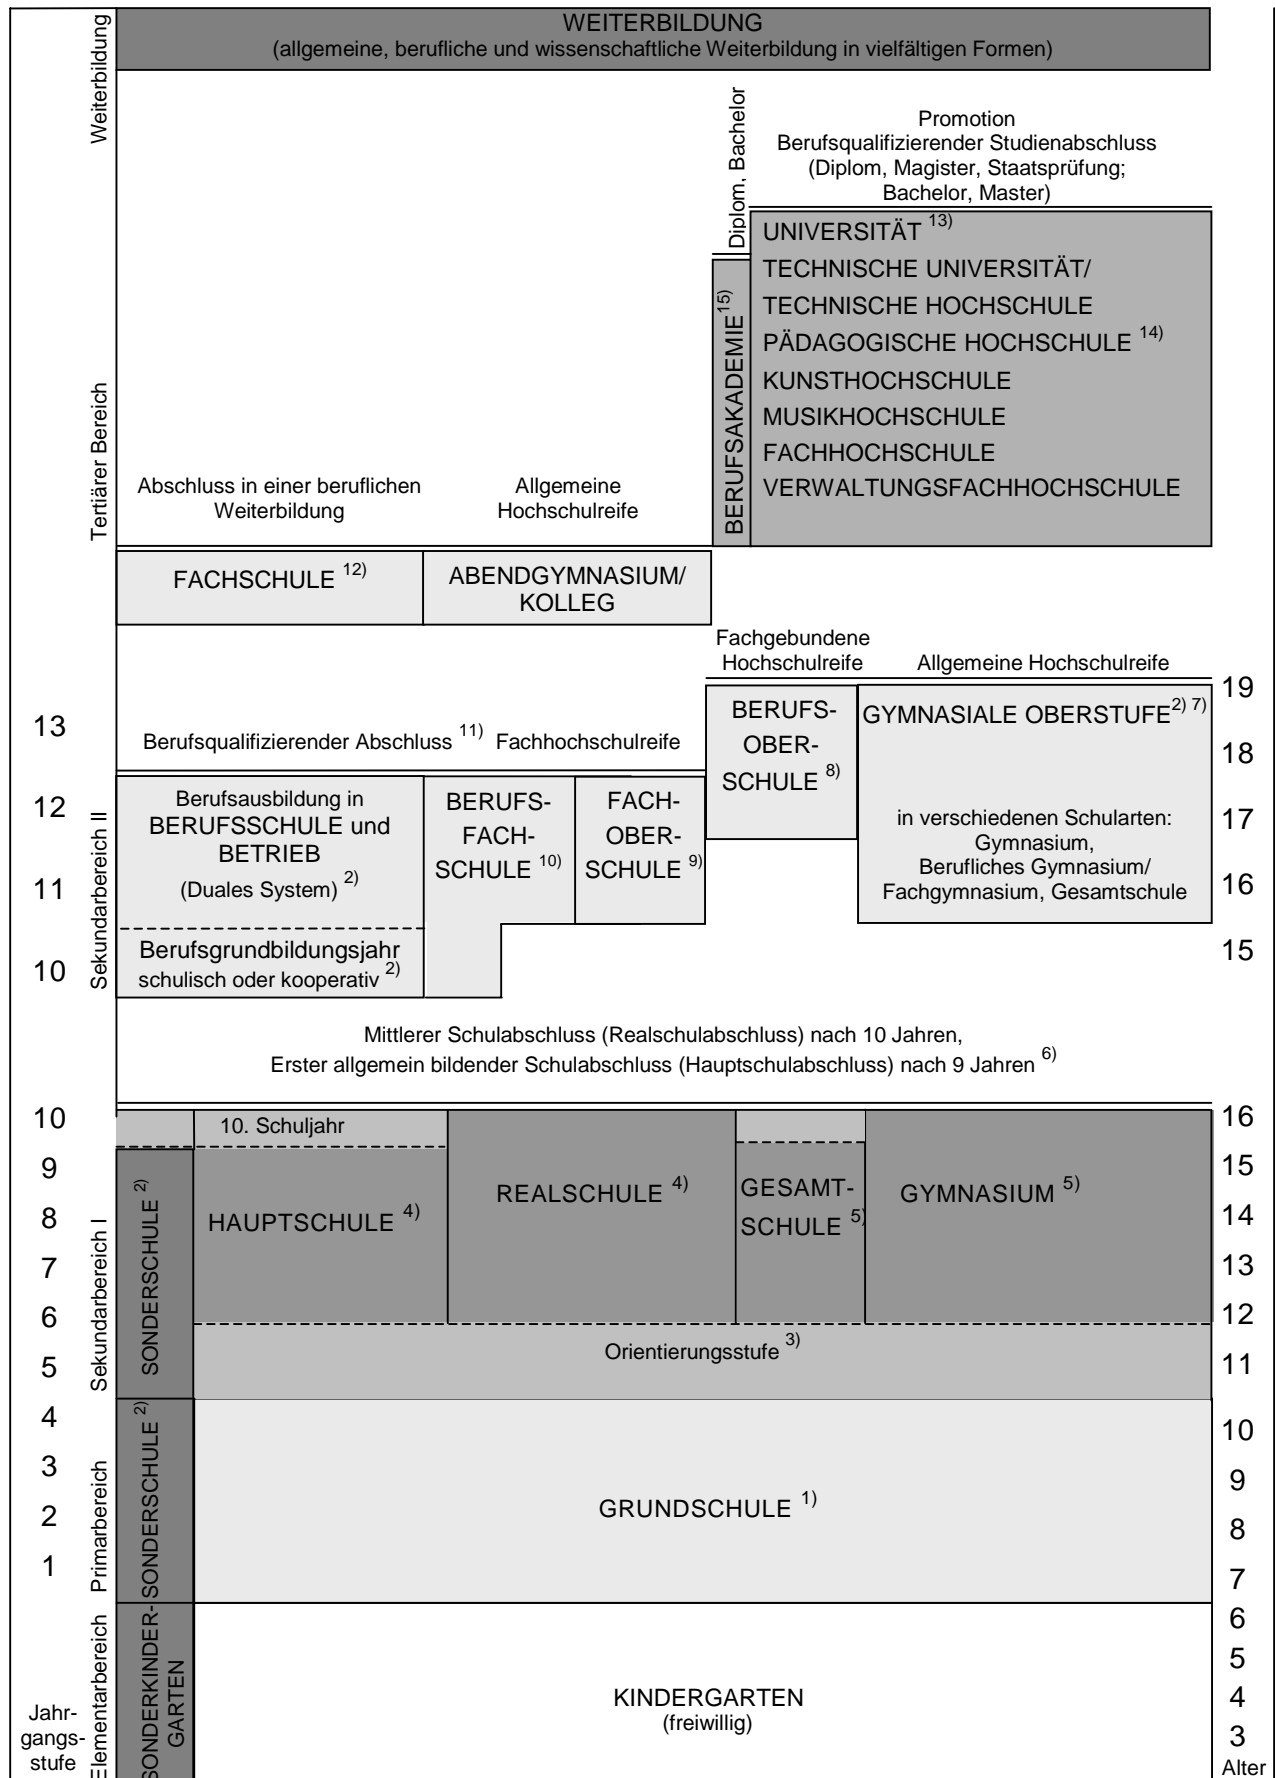 WEITERBILDUNG
(allgemeine, berufliche und wissenschaftliche Weiterbildung in vielfältigen Formen)
Weiterbildung
Diplom, Bachelor
Promotion
Berufsqualifizierender Studienabschluss
(Diplom, Magister, Staatsprüfung;
Bachelor, Master)
Tertiärer Bereich
BERUFSAKADEMIE 15)
UNIVERSITÄT 13)
TECHNISCHE UNIVERSITÄT/
TECHNISCHE HOCHSCHULE
PÄDAGOGISCHE HOCHSCHULE 14)
KUNSTHOCHSCHULE
MUSIKHOCHSCHULE
FACHHOCHSCHULE
VERWALTUNGSFACHHOCHSCHULE
Abschluss in einer beruflichen
Weiterbildung
Allgemeine
Hochschulreife
FACHSCHULE 12)
ABENDGYMNASIUM/
KOLLEG
Fachgebundene
Hochschulreife
Allgemeine Hochschulreife
Sekundarbereich II
13
12
11
10
Berufsqualifizierender Abschluss 11)
Fachhochschulreife
Berufsausbildung in
BERUFSSCHULE und
BETRIEB
(Duales System) 2)
Berufsgrundbildungsjahr
schulisch oder kooperativ 2)
BERUFS-
FACH-
SCHULE 10)
FACH-
OBER-
SCHULE 9)
BERUFS-
OBER-
SCHULE 8)
GYMNASIALE OBERSTUFE 2) 7)
in verschiedenen Schularten:
Gymnasium,
Berufliches Gymnasium/
Fachgymnasium, Gesamtschule
19
18
17
16
15
Mittlerer Schulabschluss (Realschulabschluss) nach 10 Jahren,
Erster allgemein bildender Schulabschluss (Hauptschulabschluss) nach 9 Jahren 6)
Sekundarbereich I
10
9
8
7
6
5
SONDERSCHULE 2)
10. Schuljahr
HAUPTSCHULE 4)
REALSCHULE 4)
GESAMT-
SCHULE 5)
GYMNASIUM 5)
Orientierungsstufe 3)
16
15
14
13
12
11
Primarbereich
4
3
2
1
SONDERSCHULE 2)
GRUNDSCHULE 1)
10
9
8
7
Elementarbereich
SONDERKINDER-
GARTEN
KINDERGARTEN
(freiwillig)
6
5
4
3
Jahr-
gangs-
stufe
Alter